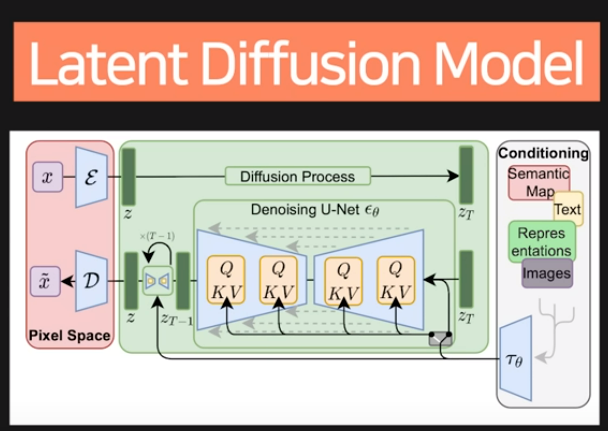 Latent Diffusion Model
x
ℰ
z
Diffusion Process
z_T
Conditioning
Semantic
Map
Text
Repres
entations
Images
Denoising U-Net ϵ_θ
×(T−1)
Q
K V
Q
K V
Q
K V
Q
K V
x̃
𝒟
z
z_{T−1}
z_T
τ_θ
Pixel Space